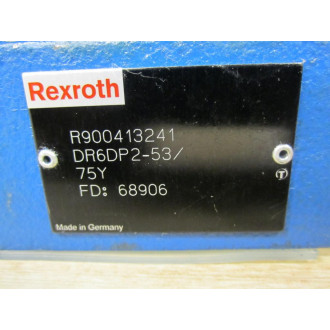 Rexroth
R900413241
DR6DP2-53/
75Y
FD: 68906
T
Made in Germany